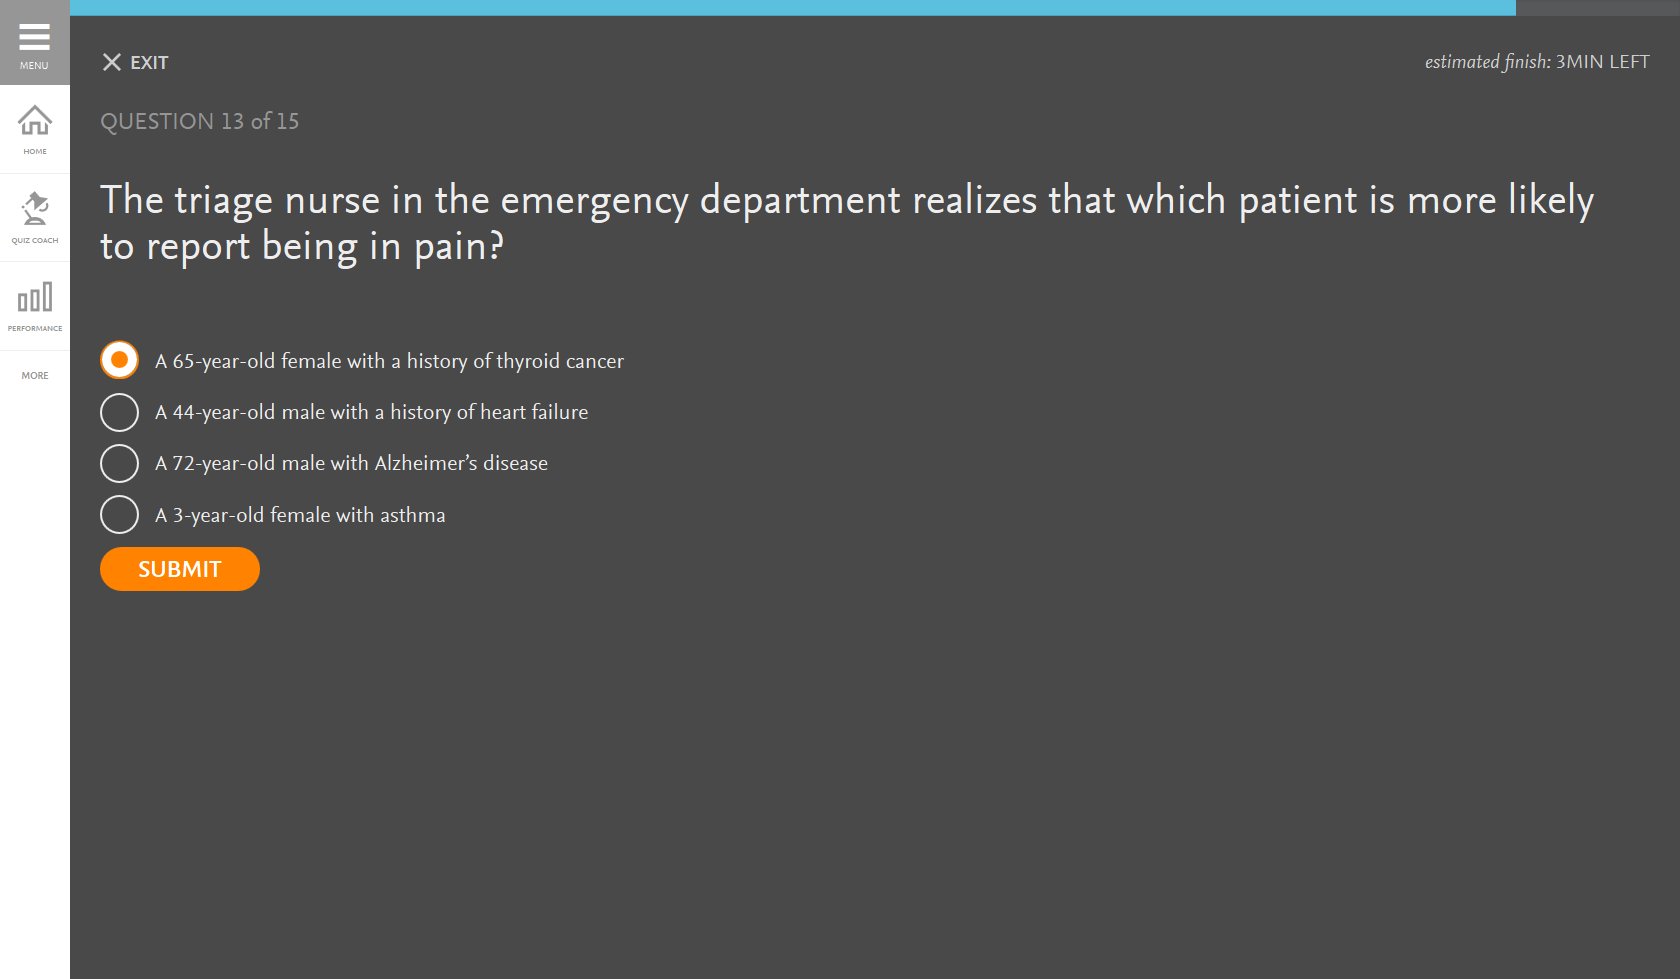 MENU
HOME
QUIZ COACH
PERFORMANCE
MORE
EXIT
estimated finish: 3MIN LEFT
QUESTION 13 of 15
The triage nurse in the emergency department realizes that which patient is more likely
to report being in pain?
A 65-year-old female with a history of thyroid cancer
A 44-year-old male with a history of heart failure
A 72-year-old male with Alzheimer’s disease
A 3-year-old female with asthma
SUBMIT